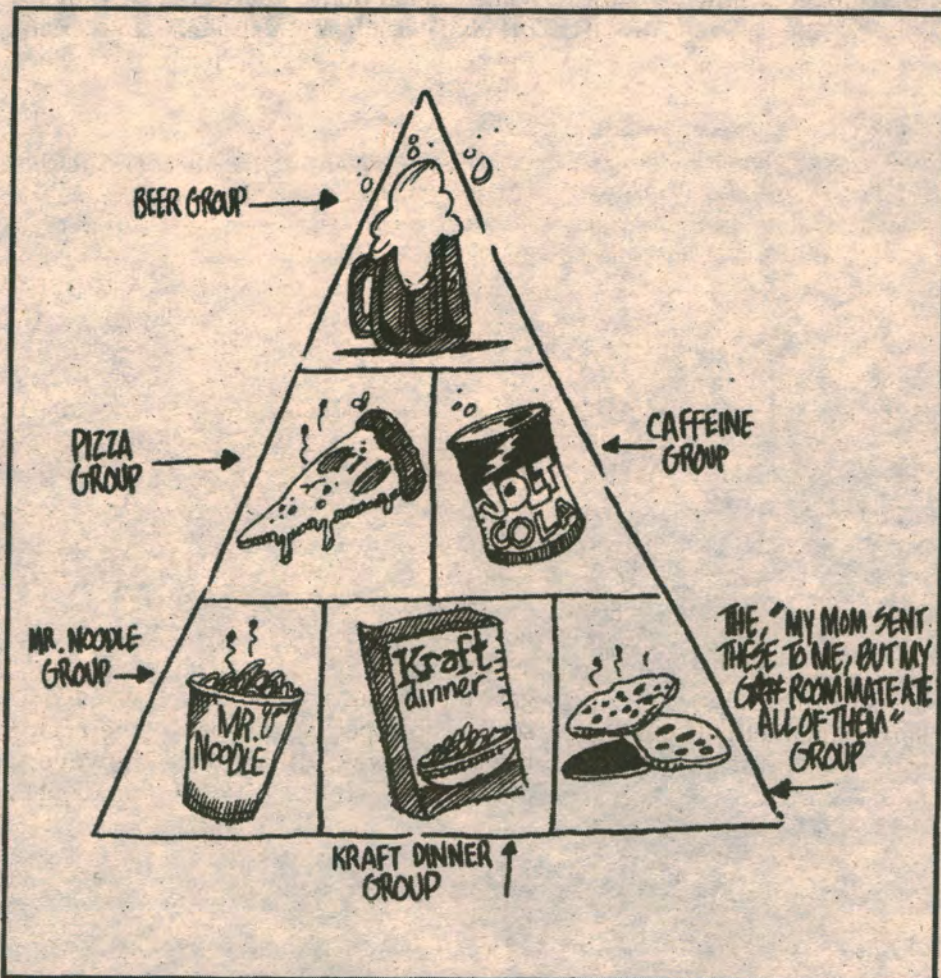 BEER GROUP
PIZZA
GROUP
CAFFEINE
GROUP
JOLT
COLA
MR. NOODLE
GROUP
MR.
NOODLE
Kraft
dinner
THE, "MY MOM SENT
THESE TO ME, BUT MY
G#‡# ROOMMATE ATE
ALL OF THEM"
GROUP
KRAFT DINNER
GROUP